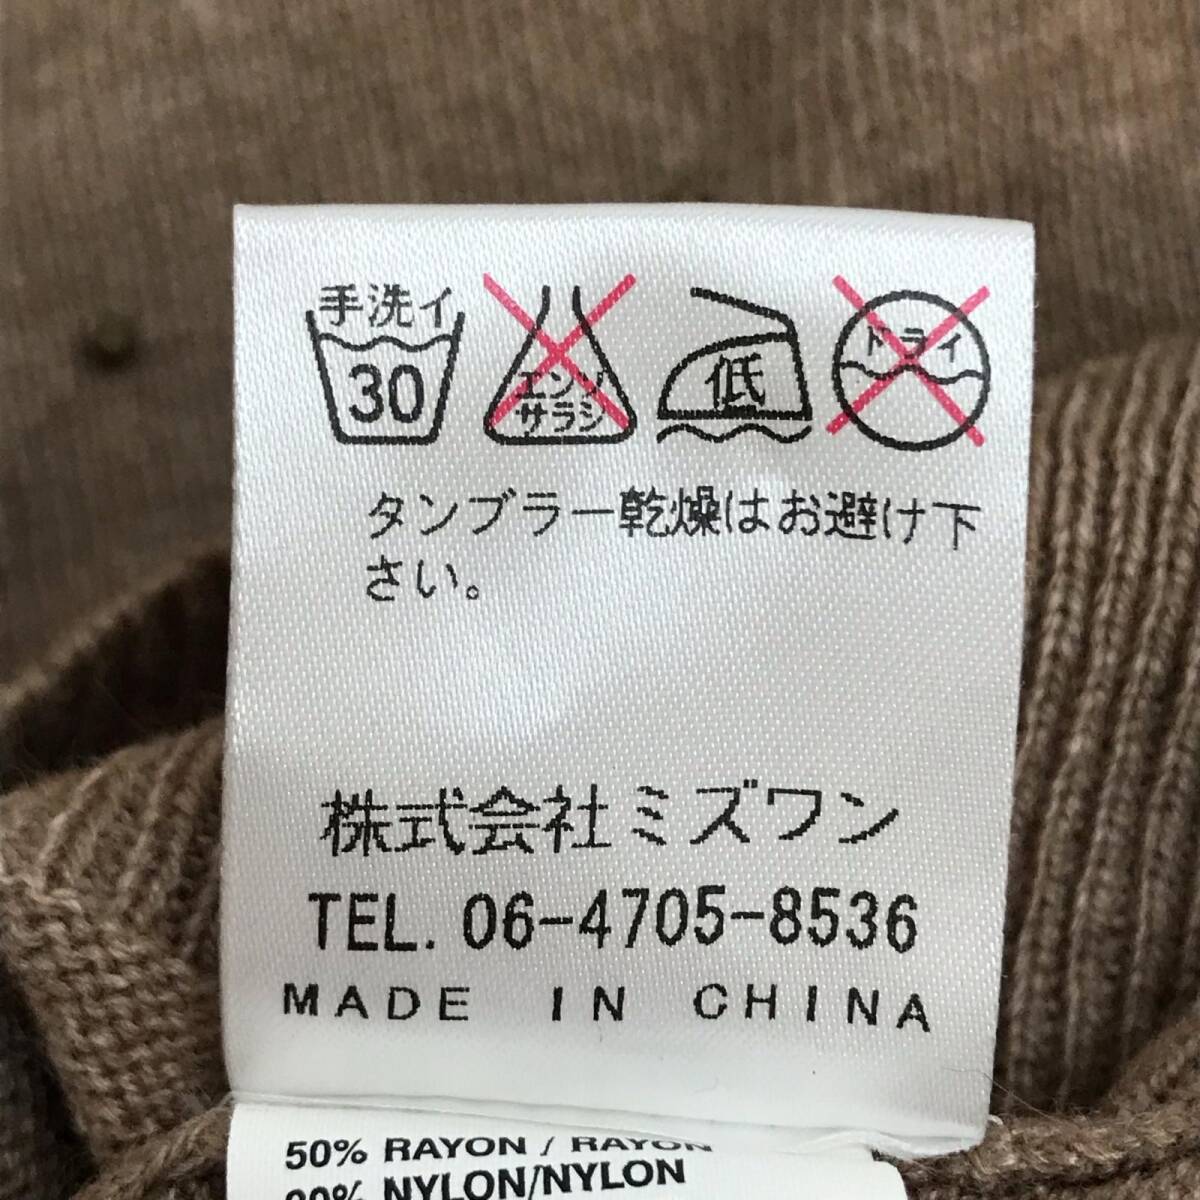 手洗イ
30
エンソ
サラシ
低
ドライ
タンブラー乾燥はお避け下
さい。
株式会社ミズワン
TEL. 06-4705-8536
MADE IN CHINA
50% RAYON / RAYON
NYLON/NYLON